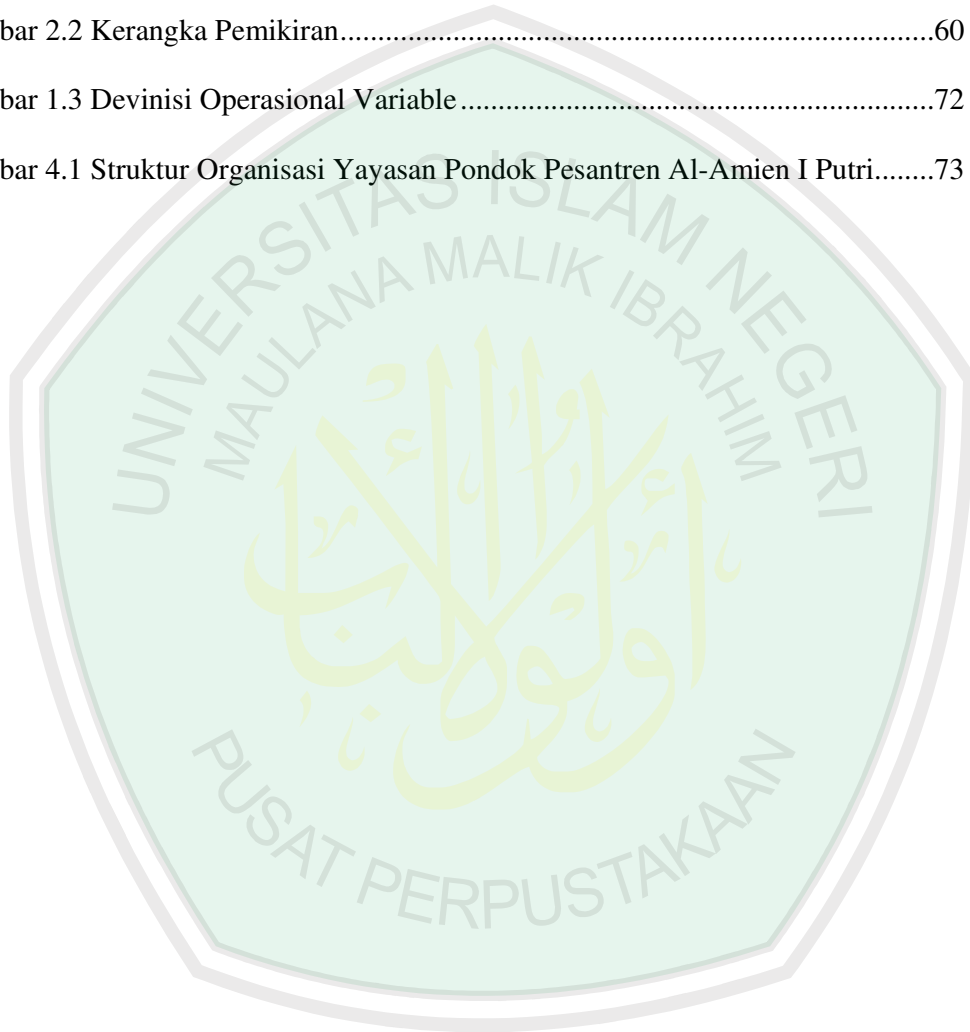 bar 2.2 Kerangka Pemikiran............................................................................60
bar 1.3 Devinisi Operasional Variable.............................................................72
bar 4.1 Struktur Organisasi Yayasan Pondok Pesantren Al-Amien I Putri........73
UNIVERSITAS ISLAM NEGERI
MAULANA MALIK IBRAHIM
PUSAT PERPUSTAKAAN